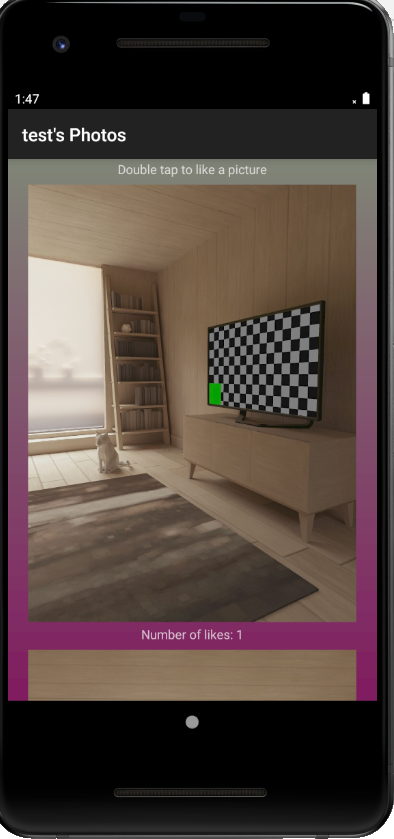 1:47
test's Photos
Double tap to like a picture
Number of likes: 1